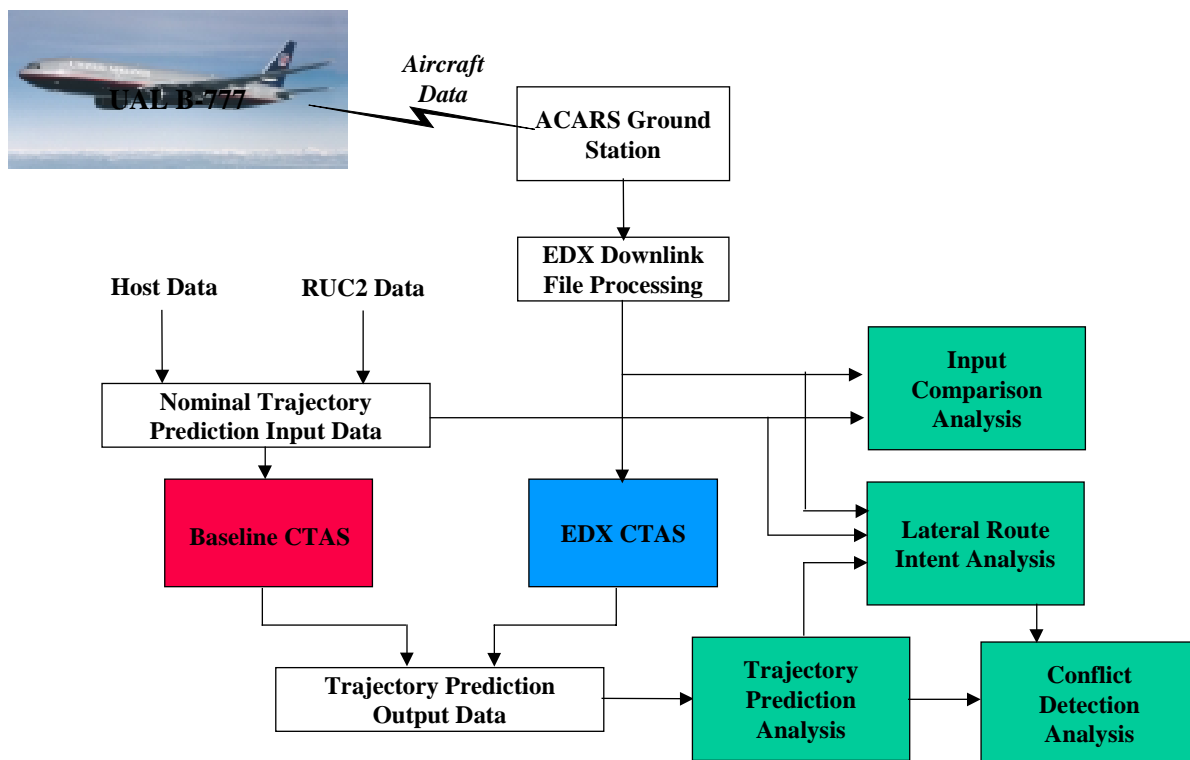 UAL B-777
Aircraft
Data
ACARS Ground
Station
EDX Downlink
File Processing
Host Data
RUC2 Data
Input
Comparison
Analysis
Nominal Trajectory
Prediction Input Data
Baseline CTAS
EDX CTAS
Lateral Route
Intent Analysis
Trajectory Prediction
Output Data
Trajectory
Prediction
Analysis
Conflict
Detection
Analysis